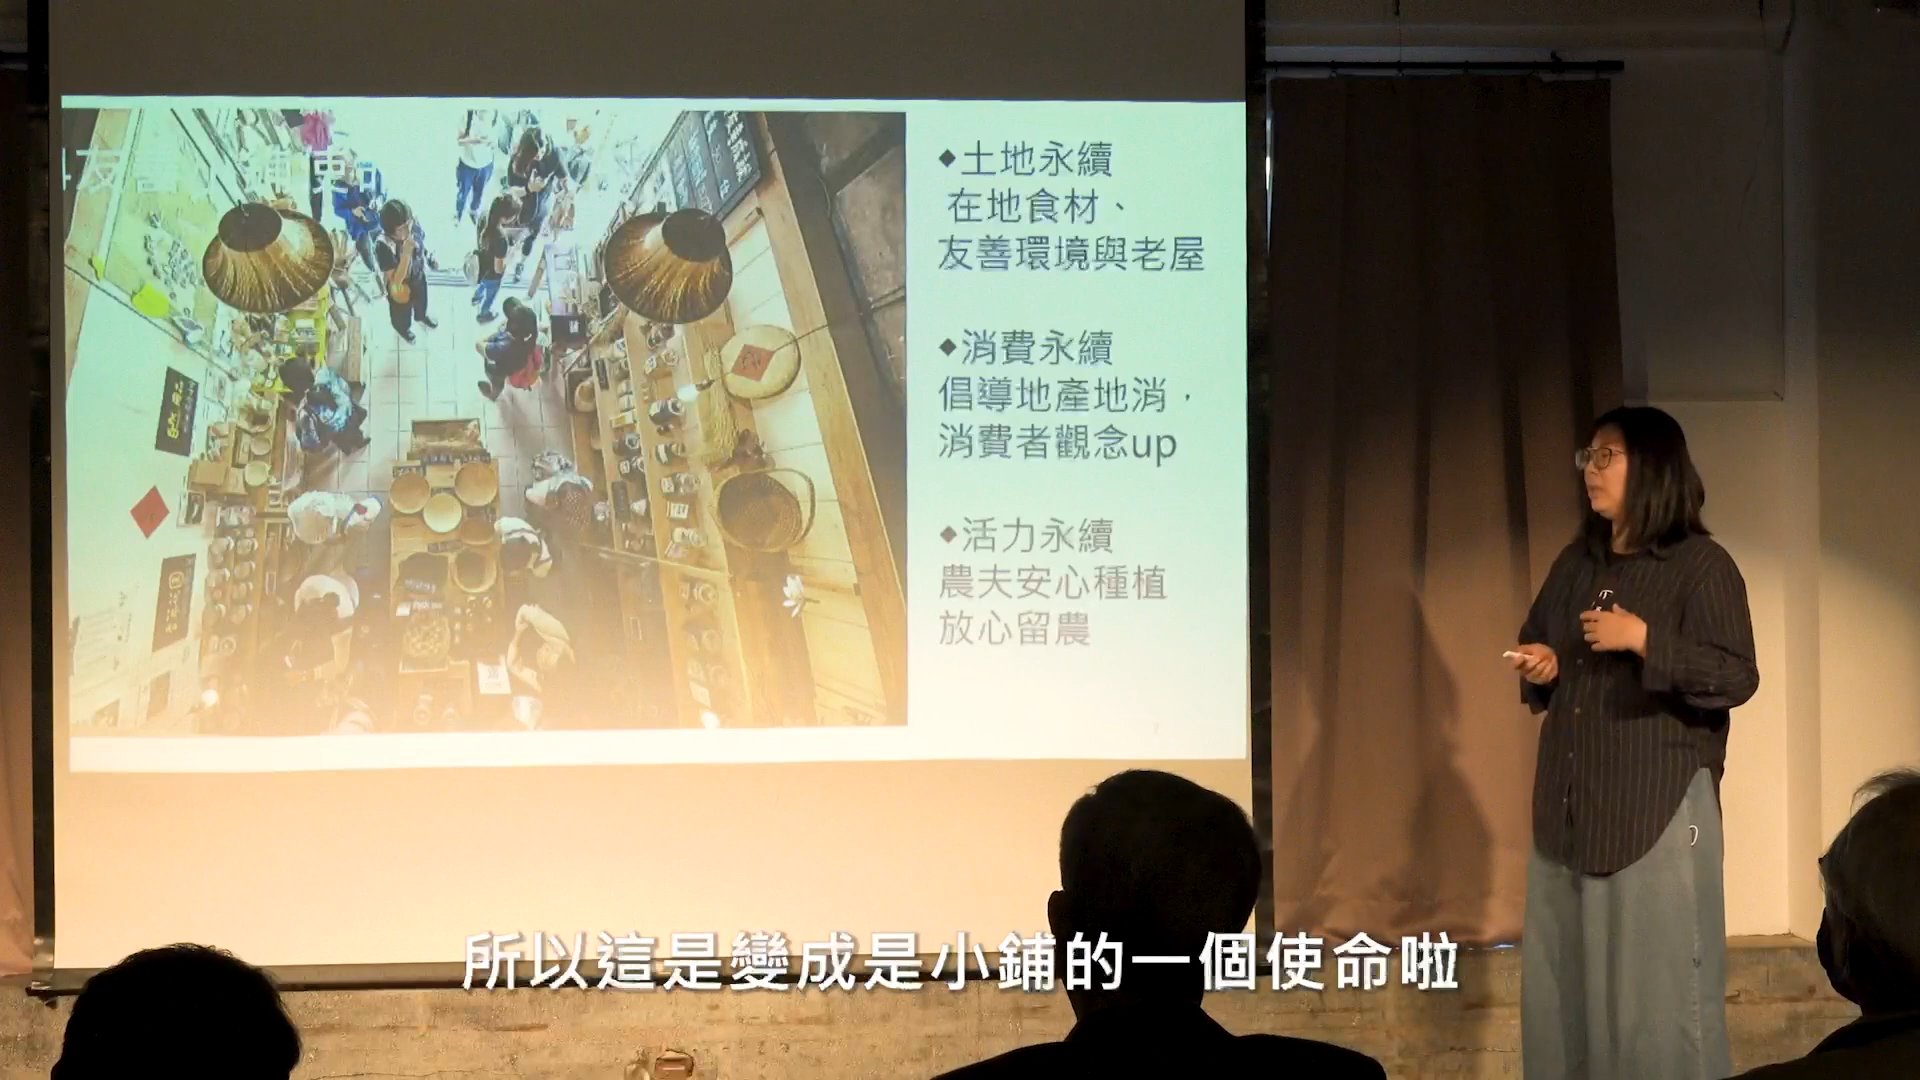 ◆土地永續
在地食材、
友善環境與老屋
◆消費永續
倡導地產地消，
消費者觀念up
◆活力永續
農夫安心種植
放心留農
所以這是變成是小鋪的一個使命啦